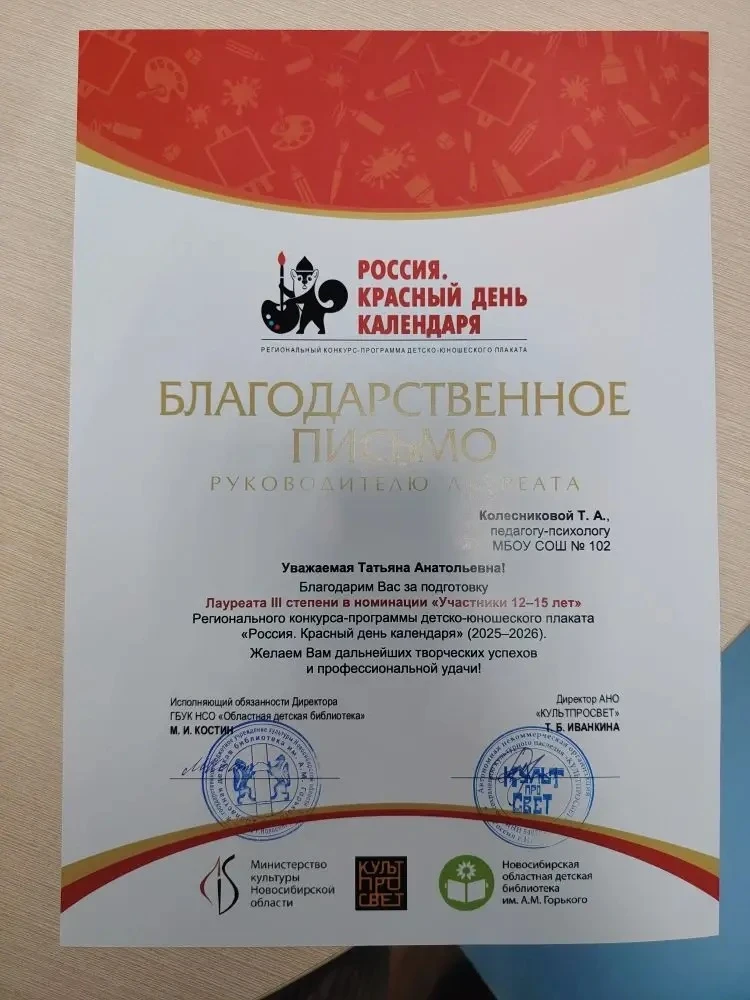 РОССИЯ.
КРАСНЫЙ ДЕНЬ
КАЛЕНДАРЯ
РЕГИОНАЛЬНЫЙ КОНКУРС-ПРОГРАММА ДЕТСКО-ЮНОШЕСКОГО ПЛАКАТА
БЛАГОДАРСТВЕННОЕ
ПИСЬМО
РУКОВОДИТЕЛЮ ЛАУРЕАТА
Колесниковой Т. А.,
педагогу-психологу
МБОУ СОШ № 102
Уважаемая Татьяна Анатольевна!
Благодарим Вас за подготовку
Лауреата III степени в номинации «Участники 12–15 лет»
Регионального конкурса-программы детско-юношеского плаката
«Россия. Красный день календаря» (2025–2026).
Желаем Вам дальнейших творческих успехов
и профессиональной удачи!
Исполняющий обязанности Директора
ГБУК НСО «Областная детская библиотека»
М. И. КОСТИН
Директор АНО
«КУЛЬТПРОСВЕТ»
Т. Б. ИВАНКИНА
КУЛЬТ
ПРО
СВЕТ
Министерство
культуры
Новосибирской
области
КУЛЬТ
ПРО
СВЕТ
Новосибирская
областная детская
библиотека
им. А.М. Горького